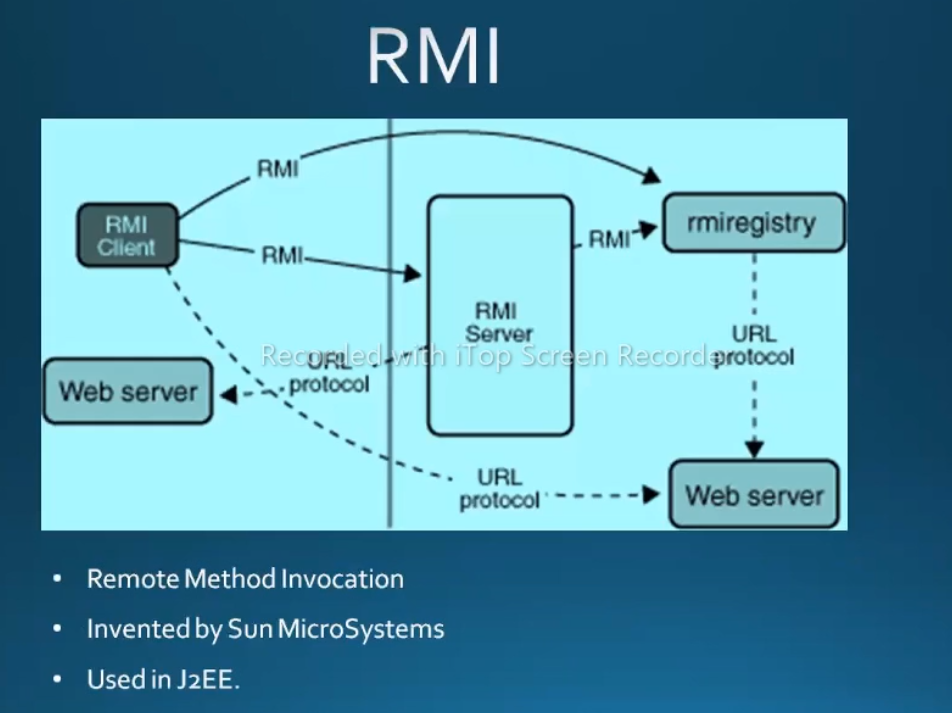 RMI
RMI
RMI
Client
RMI
RMI
rmiregistry
RMI
Server
URL
protocol
Recorded with iTop Screen Recorde
URL
protocol
Web server
URL
protocol
Web server
Remote Method Invocation
Invented by Sun MicroSystems
Used in J2EE.